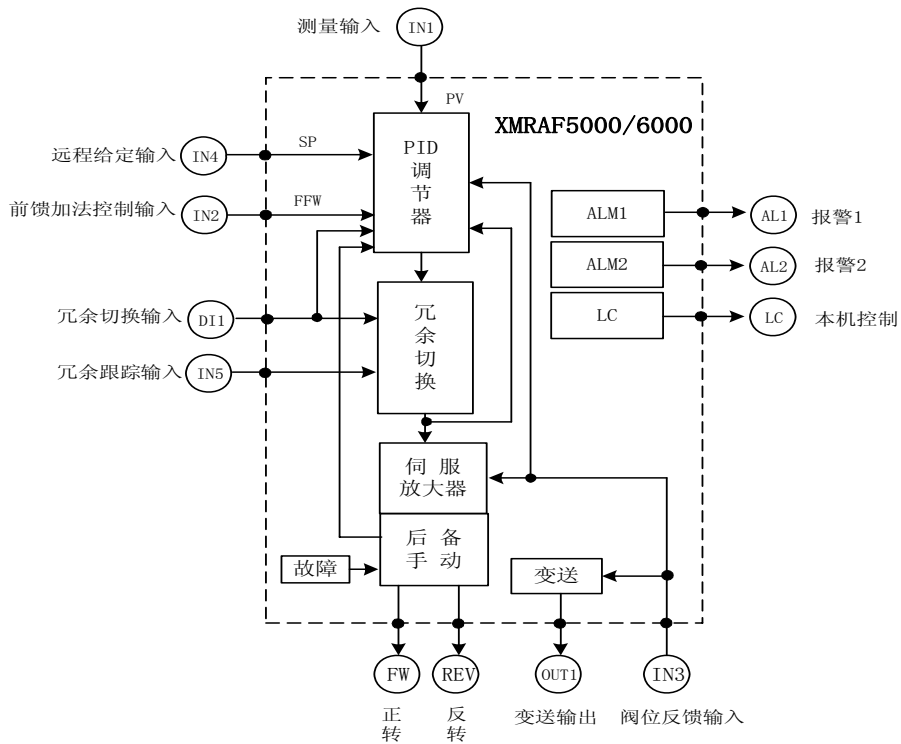 测量输入
IN1
PV
XMRAF5000/6000
远程给定输入
IN4
SP
PID
调
节
器
前馈加法控制输入
IN2
FFW
ALM1
AL1
报警1
ALM2
AL2
报警2
LC
LC
本机控制
冗余切换输入
DI1
冗
余
切
换
冗余跟踪输入
IN5
伺 服
放大器
后 备
手 动
故障
变送
FW
REV
OUT1
IN3
正
转
反
转
变送输出
阀位反馈输入